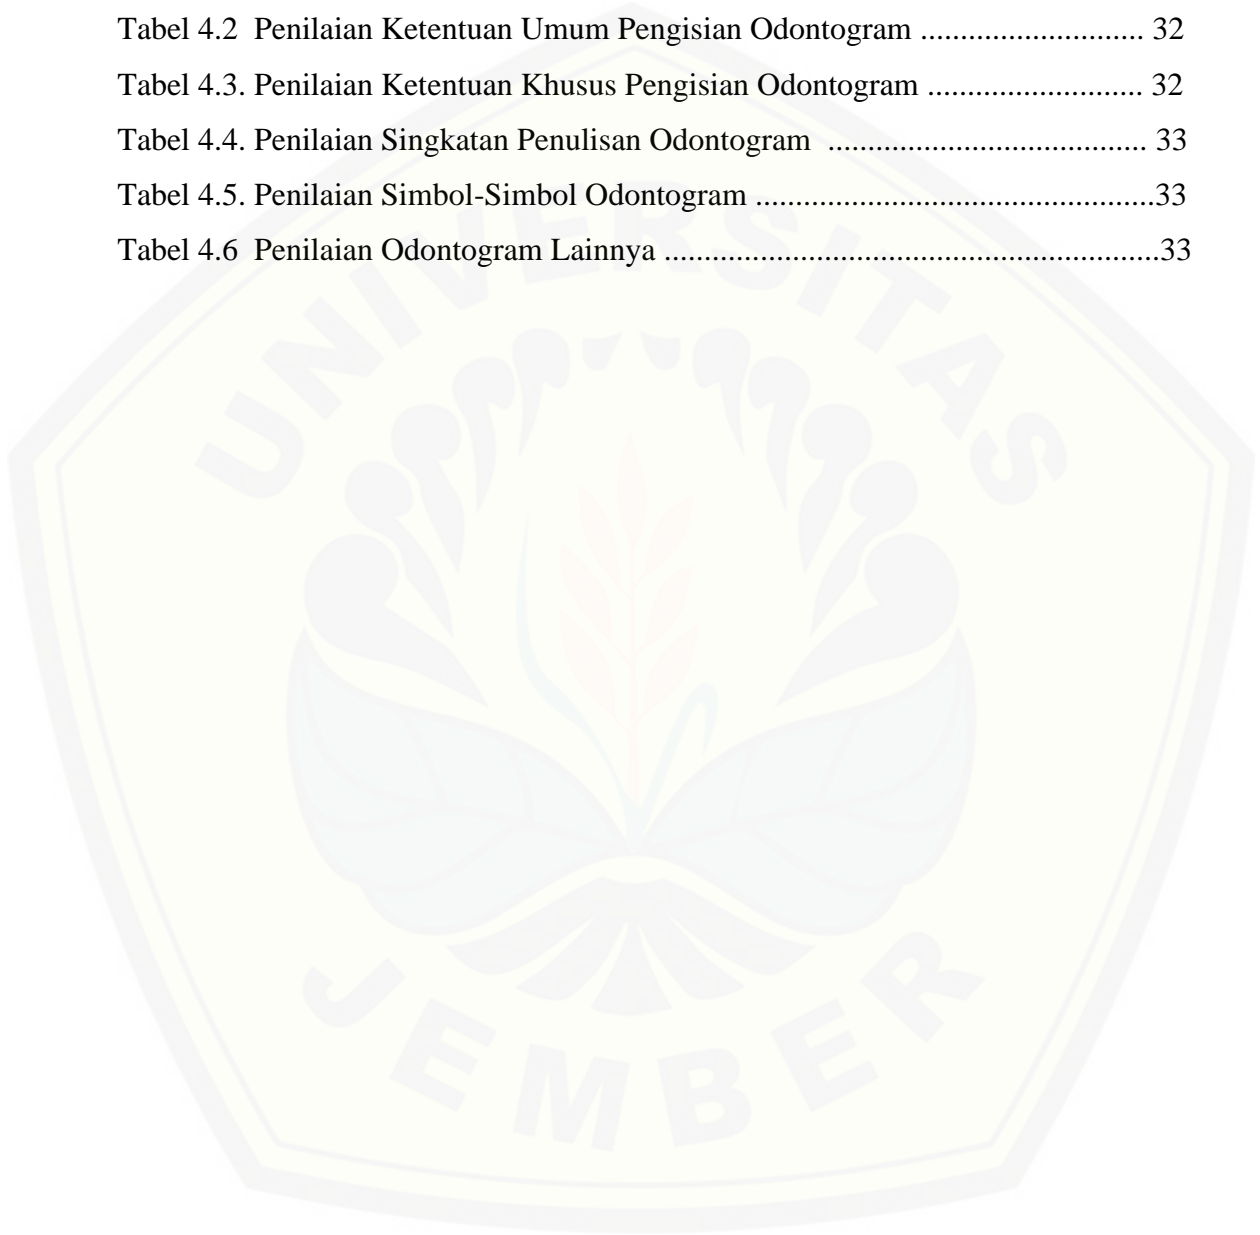 Tabel 4.2  Penilaian Ketentuan Umum Pengisian Odontogram ........................... 32
Tabel 4.3. Penilaian Ketentuan Khusus Pengisian Odontogram .......................... 32
Tabel 4.4. Penilaian Singkatan Penulisan Odontogram  ....................................... 33
Tabel 4.5. Penilaian Simbol-Simbol Odontogram .................................................33
Tabel 4.6  Penilaian Odontogram Lainnya .............................................................33
UNIVERSITAS
JEMBER